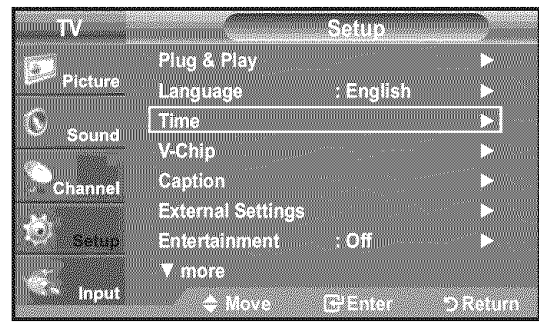 TV
Setup
Picture
Sound
Channel
Setup
Input
Plug & Play
Language : English
Time
V-Chip
Caption
External Settings
Entertainment : Off
▼ more
Move Enter Return